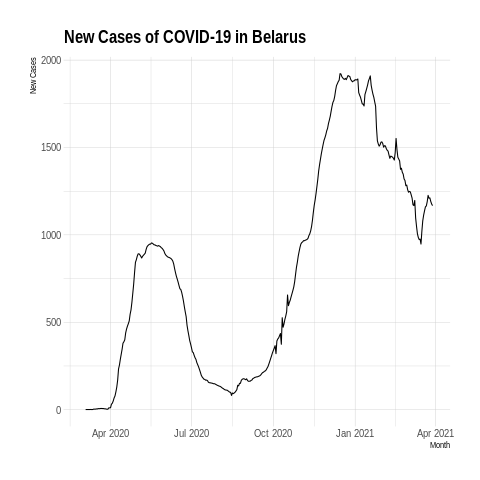 New Cases of COVID-19 in Belarus
New Cases
2000
1500
1000
500
0
Apr 2020 Jul 2020 Oct 2020 Jan 2021 Apr 2021
Month